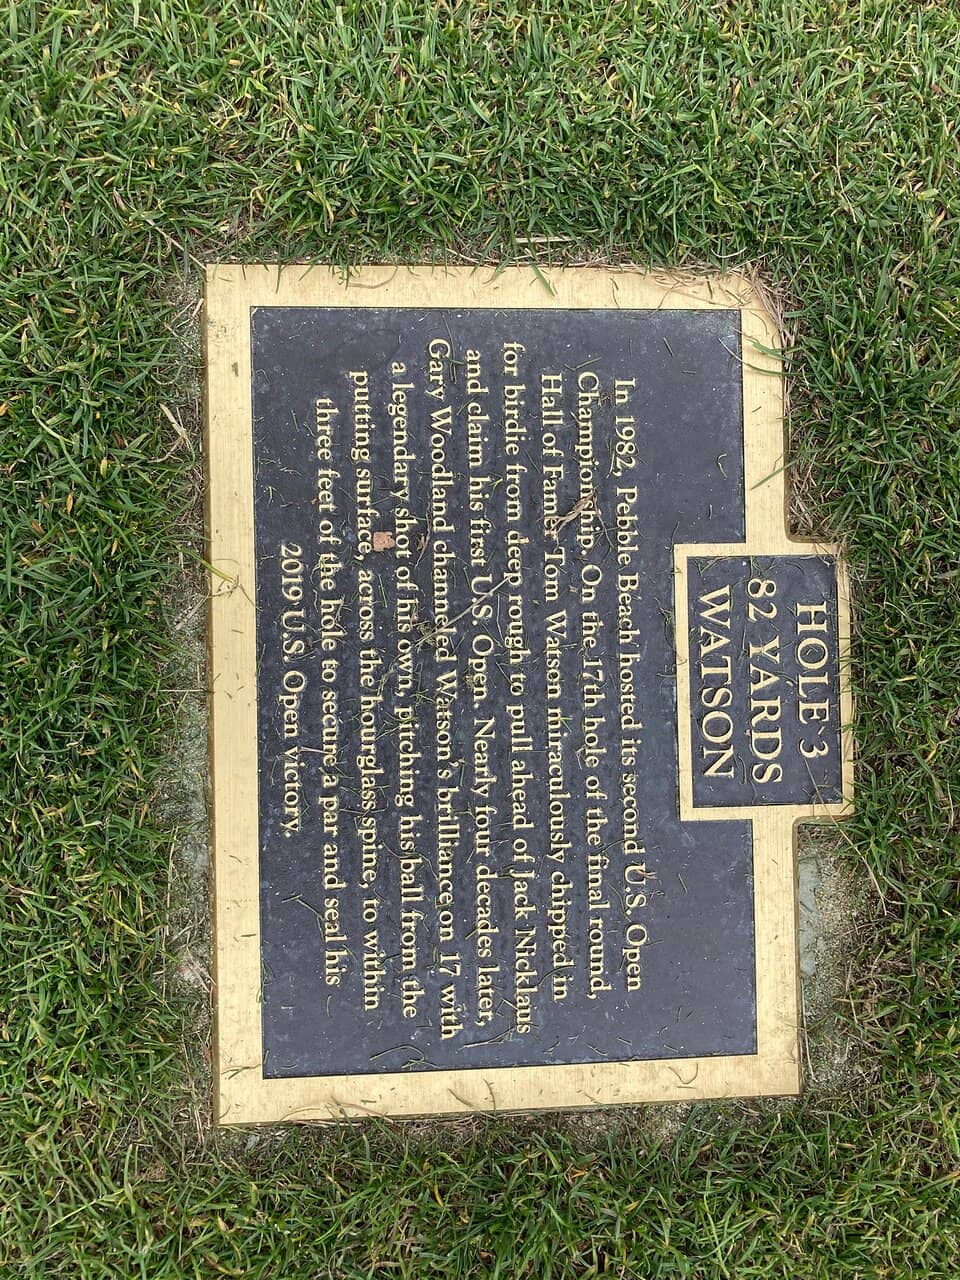 HOLE 3
82 YARDS
WATSON
In 1982, Pebble Beach hosted its second U.S. Open
Championship. On the 17th hole of the final round,
Hall of Famer Tom Watson miraculously chipped in
for birdie from deep rough to pull ahead of Jack Nicklaus
and claim his first U.S. Open. Nearly four decades later,
Gary Woodland channeled Watson's brilliance on 17 with
a legendary shot of his own, pitching his ball from the
putting surface, across the hourglass spine, to within
three feet of the hole to secure a par and seal his
2019 U.S. Open victory.